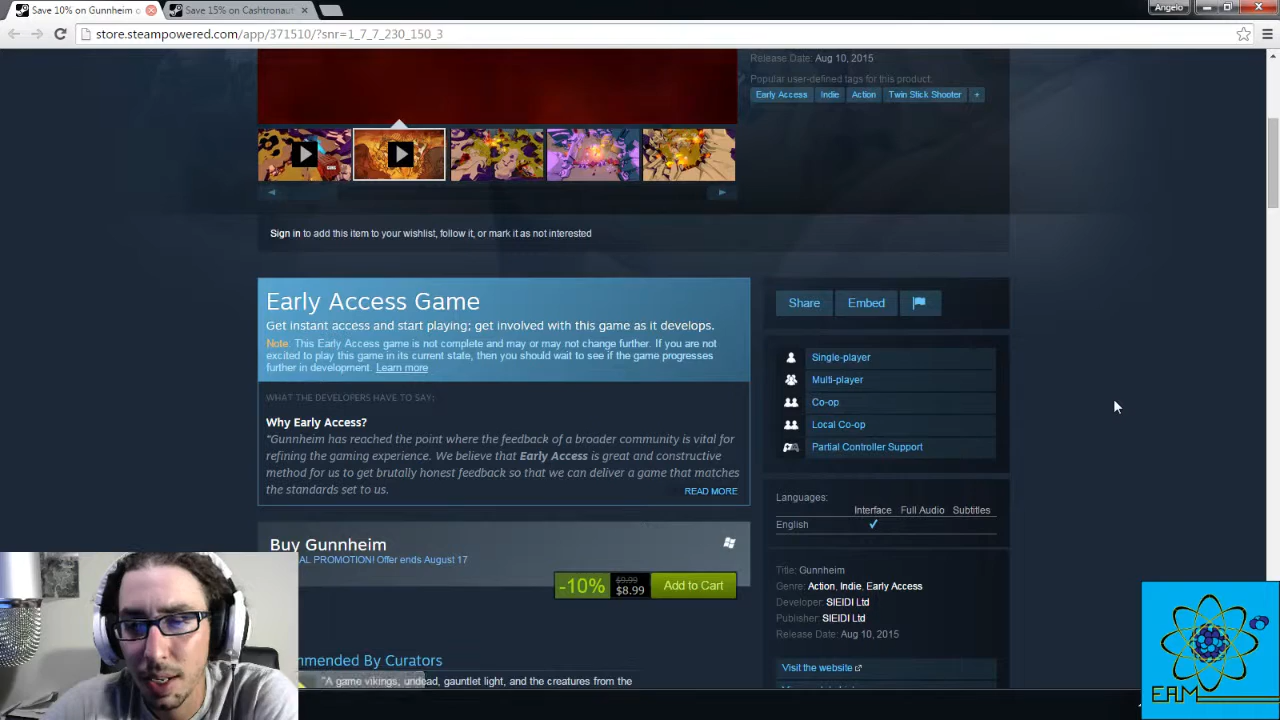 Save 10% on Gunnheim o
Save 15% on Cashtronaut
Angelo
store.steampowered.com/app/371510/?snr=1_7_7_230_150_3
Release Date: Aug 10, 2015
Popular user-defined tags for this product:
Early Access Indie Action Twin Stick Shooter +
Sign in to add this item to your wishlist, follow it, or mark it as not interested
Early Access Game
Get instant access and start playing; get involved with this game as it develops.
Note: This Early Access game is not complete and may or may not change further. If you are not
excited to play this game in its current state, then you should wait to see if the game progresses
further in development. Learn more
WHAT THE DEVELOPERS HAVE TO SAY:
Why Early Access?
"Gunnheim has reached the point where the feedback of a broader community is vital for
refining the gaming experience. We believe that Early Access is great and constructive
method for us to get brutally honest feedback so that we can deliver a game that matches
the standards set to us.
READ MORE
Buy Gunnheim
AL PROMOTION! Offer ends August 17
-10% $9.99 $8.99 Add to Cart
mmended By Curators
"A game vikings, undead, gauntlet light, and the creatures from the
Share Embed
Single-player
Multi-player
Co-op
Local Co-op
Partial Controller Support
Languages:
Interface Full Audio Subtitles
English ✓
Title: Gunnheim
Genre: Action, Indie, Early Access
Developer: SIEIDI Ltd
Publisher: SIEIDI Ltd
Release Date: Aug 10, 2015
Visit the website
EAM